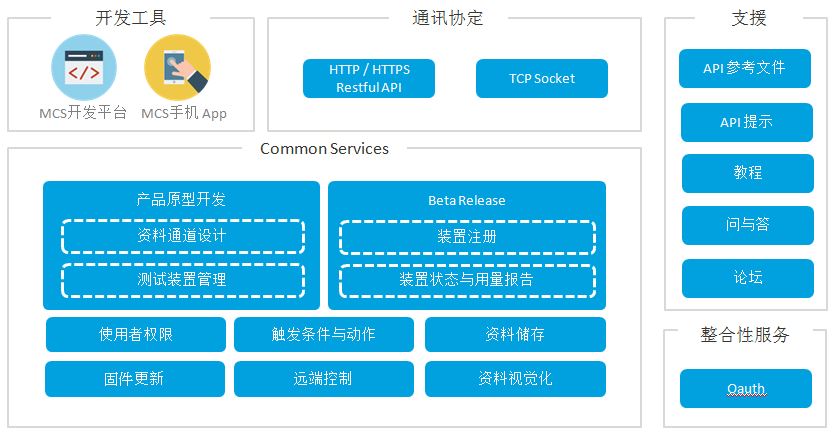 开发工具
MCS开发平台
MCS手机 App
通讯协定
HTTP / HTTPS
Restful API
TCP Socket
支援
API 参考文件
API 提示
教程
问与答
论坛
Common Services
产品原型开发
资料通道设计
测试装置管理
Beta Release
装置注册
装置状态与用量报告
使用者权限
触发条件与动作
资料储存
固件更新
远端控制
资料视觉化
整合性服务
Oauth